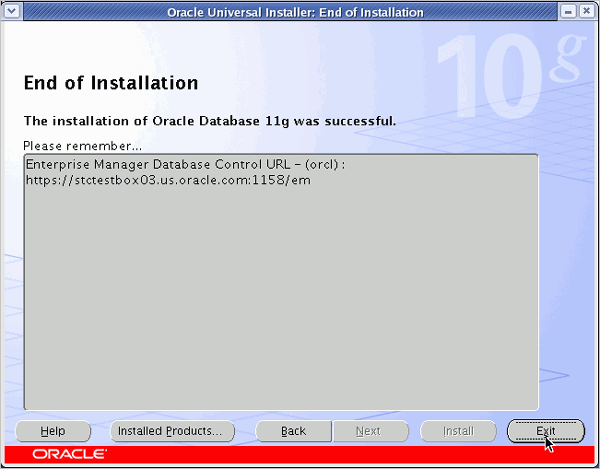 Oracle Universal Installer: End of Installation
10g
End of Installation
The installation of Oracle Database 11g was successful.
Please remember...
Enterprise Manager Database Control URL - (orcl) :
https://stctestbox03.us.oracle.com:1158/em
Help
Installed Products...
Back
Next
Install
Exit
ORACLE